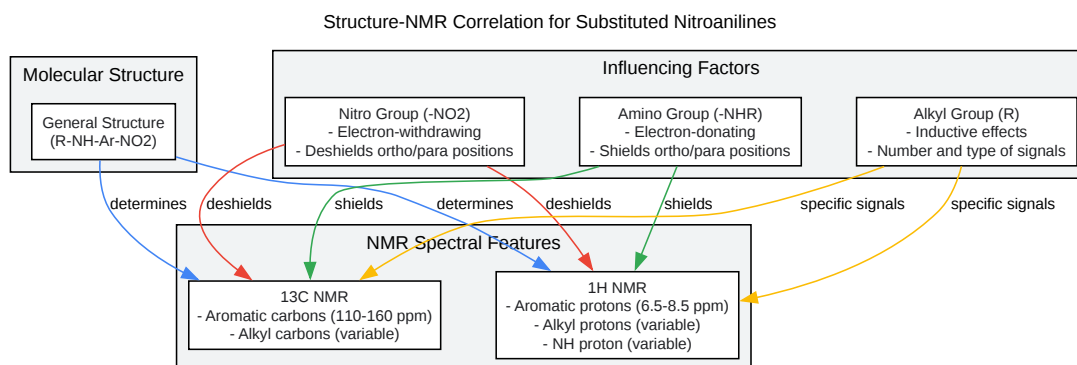 Structure-NMR Correlation for Substituted Nitroanilines
Molecular Structure
General Structure
(R-NH-Ar-NO2)
Influencing Factors
Nitro Group (-NO2)
- Electron-withdrawing
- Deshields ortho/para positions
Amino Group (-NHR)
- Electron-donating
- Shields ortho/para positions
Alkyl Group (R)
- Inductive effects
- Number and type of signals
determines
deshields
shields
determines
deshields
shields
specific signals
specific signals
NMR Spectral Features
13C NMR
- Aromatic carbons (110-160 ppm)
- Alkyl carbons (variable)
1H NMR
- Aromatic protons (6.5-8.5 ppm)
- Alkyl protons (variable)
- NH proton (variable)